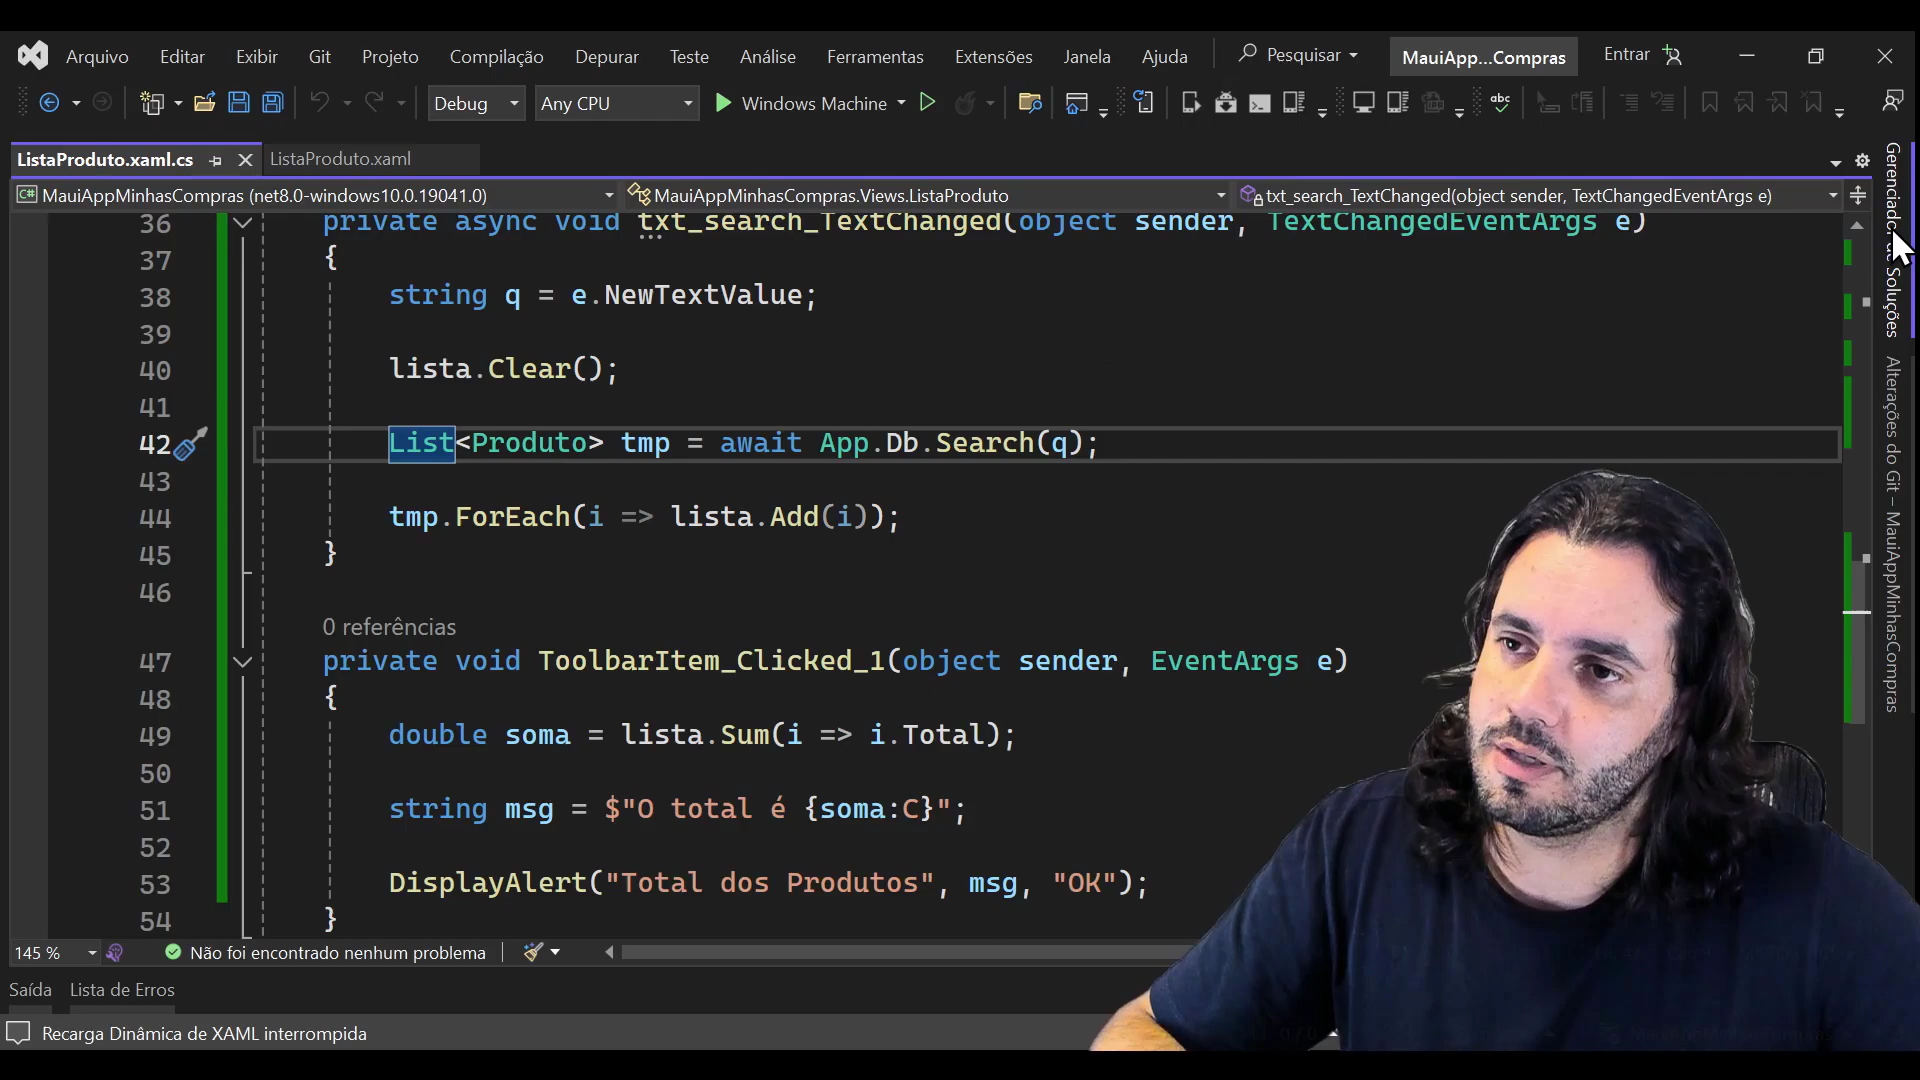 Arquivo Editar Exibir Git Projeto Compilação Depurar Teste Análise Ferramentas Extensões Janela Ajuda Pesquisar MauiApp...Compras Entrar
Debug Any CPU Windows Machine abc
ListaProduto.xaml.cs ListaProduto.xaml
C# MauiAppMinhasCompras (net8.0-windows10.0.19041.0) MauiAppMinhasCompras.Views.ListaProduto txt_search_TextChanged(object sender, TextChangedEventArgs e)
36 private async void txt_search_TextChanged(object sender, TextChangedEventArgs e)
37 {
38 string q = e.NewTextValue;
39
40 lista.Clear();
41
42 List<Produto> tmp = await App.Db.Search(q);
43
44 tmp.ForEach(i => lista.Add(i));
45 }
46
0 referências
47 private void ToolbarItem_Clicked_1(object sender, EventArgs e)
48 {
49 double soma = lista.Sum(i => i.Total);
50
51 string msg = $"O total é {soma:C}";
52
53 DisplayAlert("Total dos Produtos", msg, "OK");
54 }
145 % Não foi encontrado nenhum problema
Saída Lista de Erros
Recarga Dinâmica de XAML interrompida
Gerenciador de Soluções
Alterações do Git – MauiAppMinhasCompras